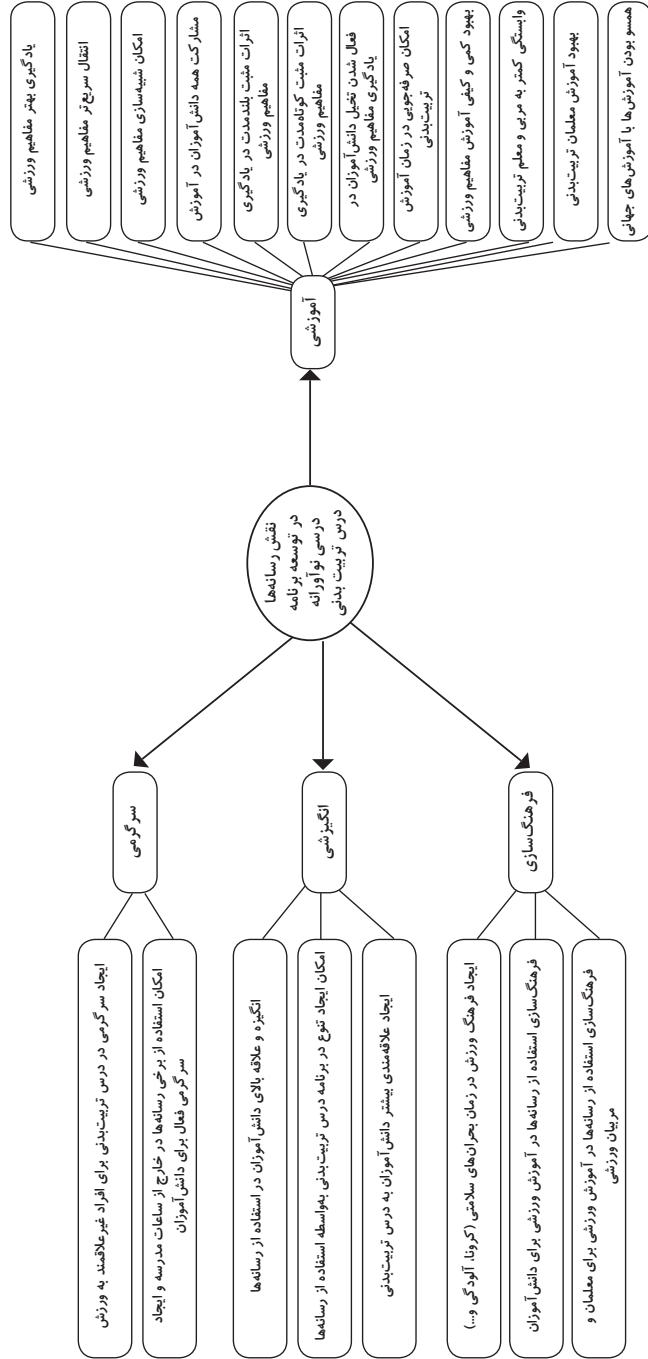 نقش رسانه‌ها
در توسعه برنامه
درسی نوآورانه
درس تربیت بدنی
آموزشی
یادگیری بهتر مفاهیم ورزشی
انتقال سریع‌تر مفاهیم ورزشی
امکان شبیه‌سازی مفاهیم ورزشی
مشارکت همه دانش‌آموزان در آموزش
اثرات مثبت بلندمدت در یادگیری
مفاهیم ورزشی
اثرات مثبت کوتاه‌مدت در یادگیری
مفاهیم ورزشی
فعال شدن تخیل دانش‌آموزان در
یادگیری مفاهیم ورزشی
امکان صرفه‌جویی در زمان آموزش
تربیت‌بدنی
بهبود کمی و کیفی آموزش مفاهیم ورزشی
وابستگی کمتر به مربی و معلم تربیت‌بدنی
بهبود آموزش معلمان تربیت‌بدنی
همسو بودن آموزش‌ها با آموزش‌های جهانی
سرگرمی
ایجاد سرگرمی در درس تربیت‌بدنی برای افراد غیرعلاقمند به ورزش
امکان استفاده از برخی رسانه‌ها در خارج از ساعات مدرسه و ایجاد
سرگرمی فعال برای دانش‌آموزان
انگیزشی
انگیزه و علاقه بالای دانش‌آموزان در استفاده از رسانه‌ها
امکان ایجاد تنوع در برنامه درس تربیت‌بدنی به‌واسطه استفاده از رسانه‌ها
ایجاد علاقه‌مندی بیشتر دانش‌آموزان به درس تربیت‌بدنی
فرهنگ‌سازی
ایجاد فرهنگ ورزش در زمان بحران‌های سلامتی (کرونا، آلودگی و...)
فرهنگ‌سازی استفاده از رسانه‌ها در آموزش ورزشی برای دانش‌آموزان
فرهنگ‌سازی استفاده از رسانه‌ها در آموزش ورزشی برای معلمان و
مربیان ورزشی